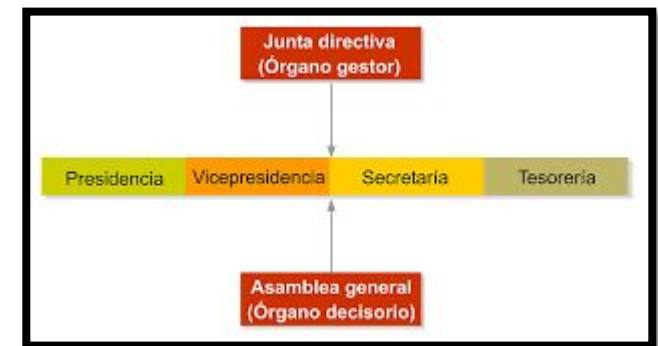 Junta directiva
(Órgano gestor)
Presidencia
Vicepresidencia
Secretaría
Tesorería
Asamblea general
(Órgano decisorio)